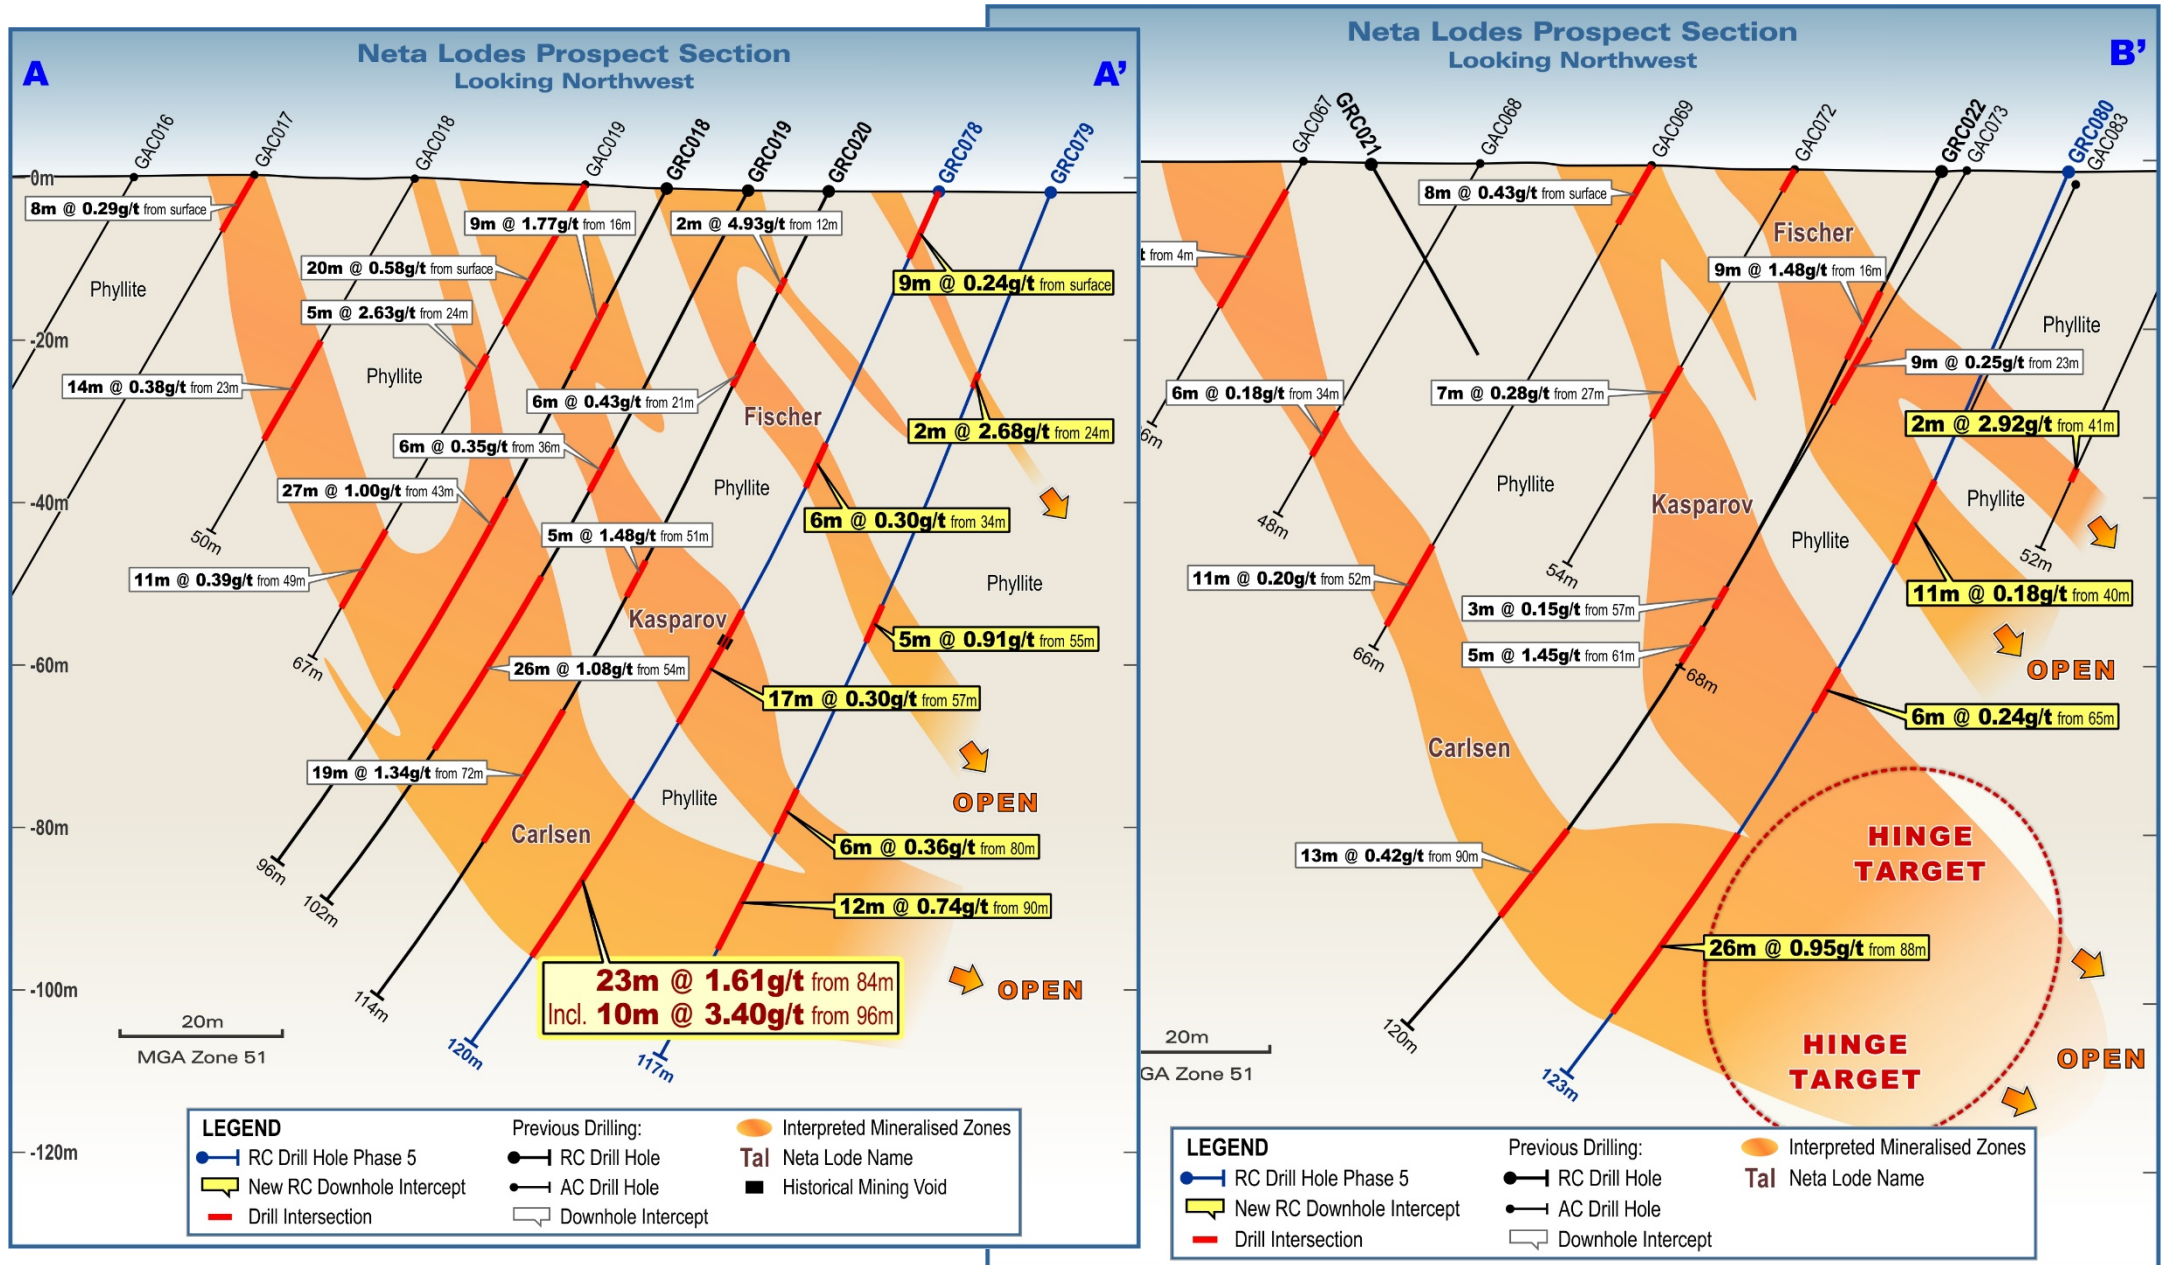 Neta Lodes Prospect Section
Looking Northwest
A
A’
GAC016
GAC017
GAC018
GAC019
GRC018
GRC019
GRC020
GRC078
GRC079
0m
-20m
-40m
-60m
-80m
-100m
-120m
8m @ 0.29g/t from surface
9m @ 1.77g/t from 16m
2m @ 4.93g/t from 12m
20m @ 0.58g/t from surface
9m @ 0.24g/t from surface
Phyllite
5m @ 2.63g/t from 24m
Phyllite
14m @ 0.38g/t from 23m
6m @ 0.43g/t from 21m
Fischer
2m @ 2.68g/t from 24m
6m @ 0.35g/t from 36m
27m @ 1.00g/t from 43m
Phyllite
6m @ 0.30g/t from 34m
5m @ 1.48g/t from 51m
50m
11m @ 0.39g/t from 49m
Phyllite
Kasparov
5m @ 0.91g/t from 55m
67m
26m @ 1.08g/t from 54m
17m @ 0.30g/t from 57m
19m @ 1.34g/t from 72m
Phyllite
OPEN
Carlsen
6m @ 0.36g/t from 80m
96m
102m
12m @ 0.74g/t from 90m
23m @ 1.61g/t from 84m
Incl. 10m @ 3.40g/t from 96m
OPEN
114m
120m
117m
20m
MGA Zone 51
LEGEND
RC Drill Hole Phase 5
New RC Downhole Intercept
Drill Intersection
Previous Drilling:
RC Drill Hole
AC Drill Hole
Downhole Intercept
Interpreted Mineralised Zones
Tal Neta Lode Name
Historical Mining Void
Neta Lodes Prospect Section
Looking Northwest
B’
GAC067
GRC021
GAC068
GAC069
GAC072
GRC022
GAC073
GRC080
GAC083
8m @ 0.43g/t from surface
Fischer
t from 4m
9m @ 1.48g/t from 16m
Phyllite
9m @ 0.25g/t from 23m
6m @ 0.18g/t from 34m
7m @ 0.28g/t from 27m
2m @ 2.92g/t from 41m
6m
Phyllite
Kasparov
Phyllite
48m
Phyllite
52m
54m
11m @ 0.20g/t from 52m
11m @ 0.18g/t from 40m
3m @ 0.15g/t from 57m
5m @ 1.45g/t from 61m
66m
68m
OPEN
6m @ 0.24g/t from 65m
Carlsen
HINGE
TARGET
13m @ 0.42g/t from 90m
26m @ 0.95g/t from 88m
120m
123m
HINGE
TARGET
OPEN
20m
GA Zone 51
LEGEND
RC Drill Hole Phase 5
New RC Downhole Intercept
Drill Intersection
Previous Drilling:
RC Drill Hole
AC Drill Hole
Downhole Intercept
Interpreted Mineralised Zones
Tal Neta Lode Name